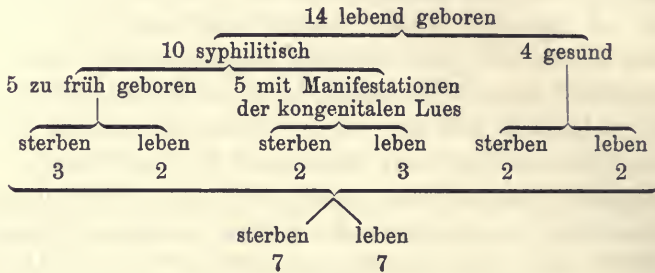 14 lebend geboren
10 syphilitisch 4 gesund
5 zu früh geboren 5 mit Manifestationen
der kongenitalen Lues
sterben leben sterben leben sterben leben
3 2 2 3 2 2
sterben leben
7 7